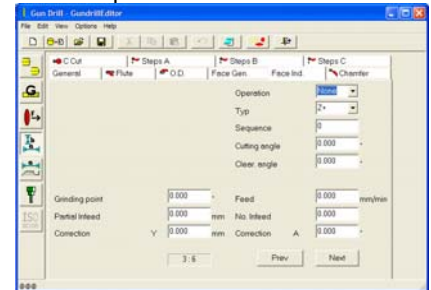 Gun Drill - GundrillEditor
File Edit View Options Help
C Cut Steps A Steps B Steps C
General Flute O.D. Face Gen. Face Ind. Chamfer
Operation None
Typ Z+
Sequence 0
Cutting angle 0.000
Clear. angle 0.000
Grinding point 0.000 Feed 0.000 mm/min
Partial Infeed 0.000 mm No. Infeed 0.000
Correction Y 0.000 mm Correction A 0.000
3:6 Prev Next
G
ISO